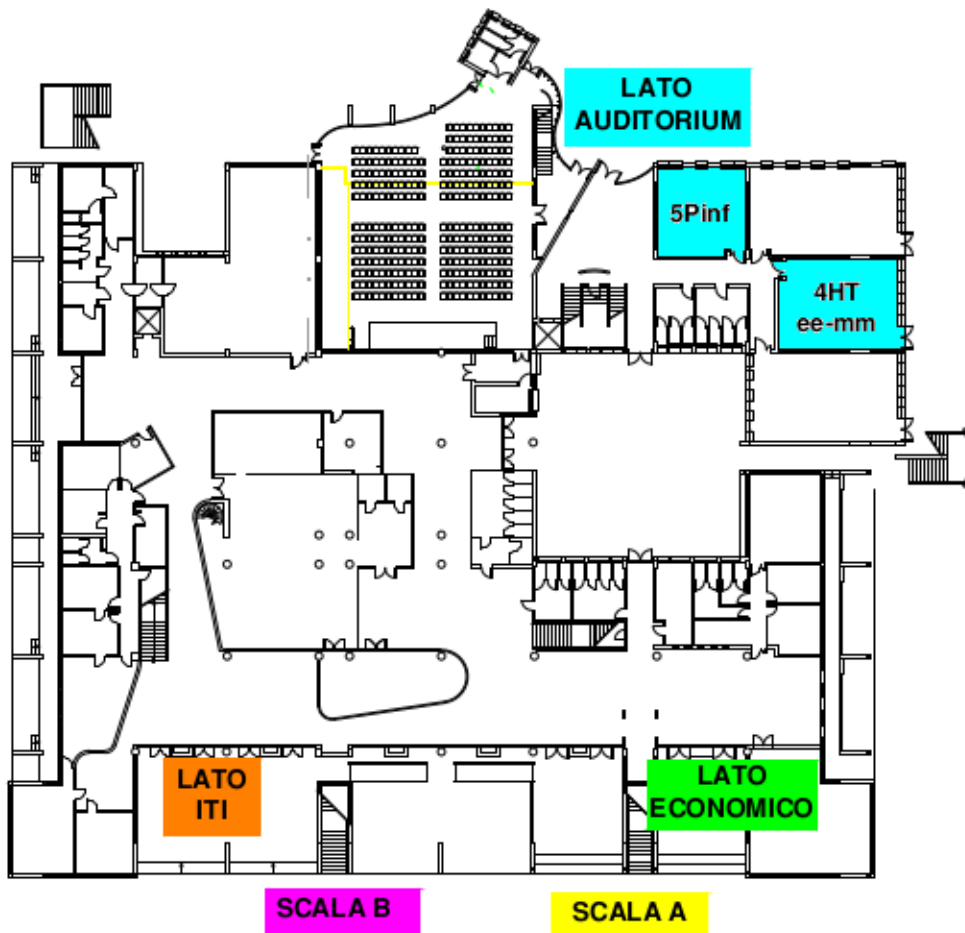 LATO
AUDITORIUM
5Pinf
4HT
ee-mm
LATO
ITI
LATO
ECONOMICO
SCALA B
SCALA A